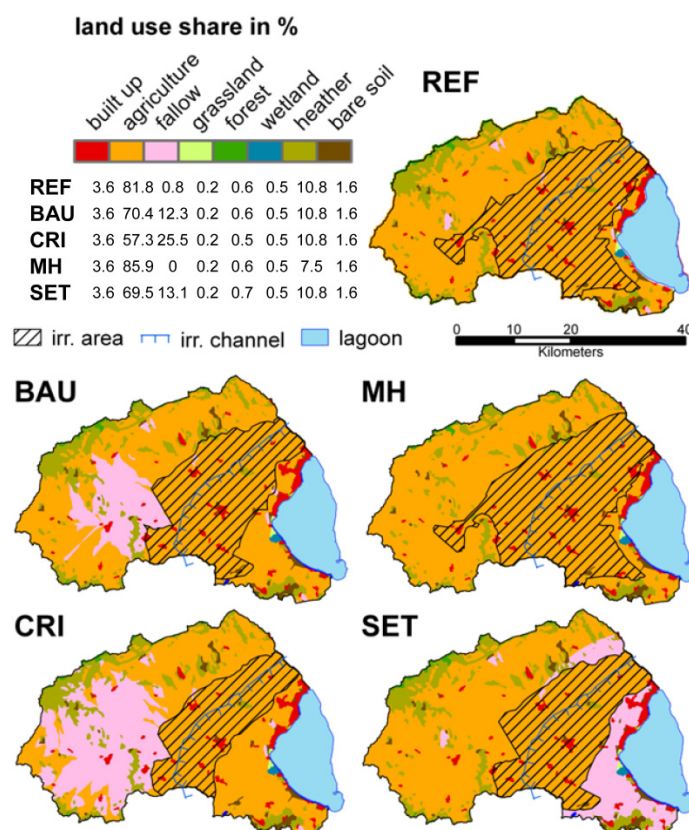 land use share in %
built up
agriculture
fallow
grassland
forest
wetland
heather
bare soil
REF 3.6 81.8 0.8 0.2 0.6 0.5 10.8 1.6
BAU 3.6 70.4 12.3 0.2 0.6 0.5 10.8 1.6
CRI 3.6 57.3 25.5 0.2 0.5 0.5 10.8 1.6
MH 3.6 85.9 0 0.2 0.6 0.5 7.5 1.6
SET 3.6 69.5 13.1 0.2 0.7 0.5 10.8 1.6
irr. area irr. channel lagoon
REF
0 10 20 40
Kilometers
BAU
MH
CRI
SET